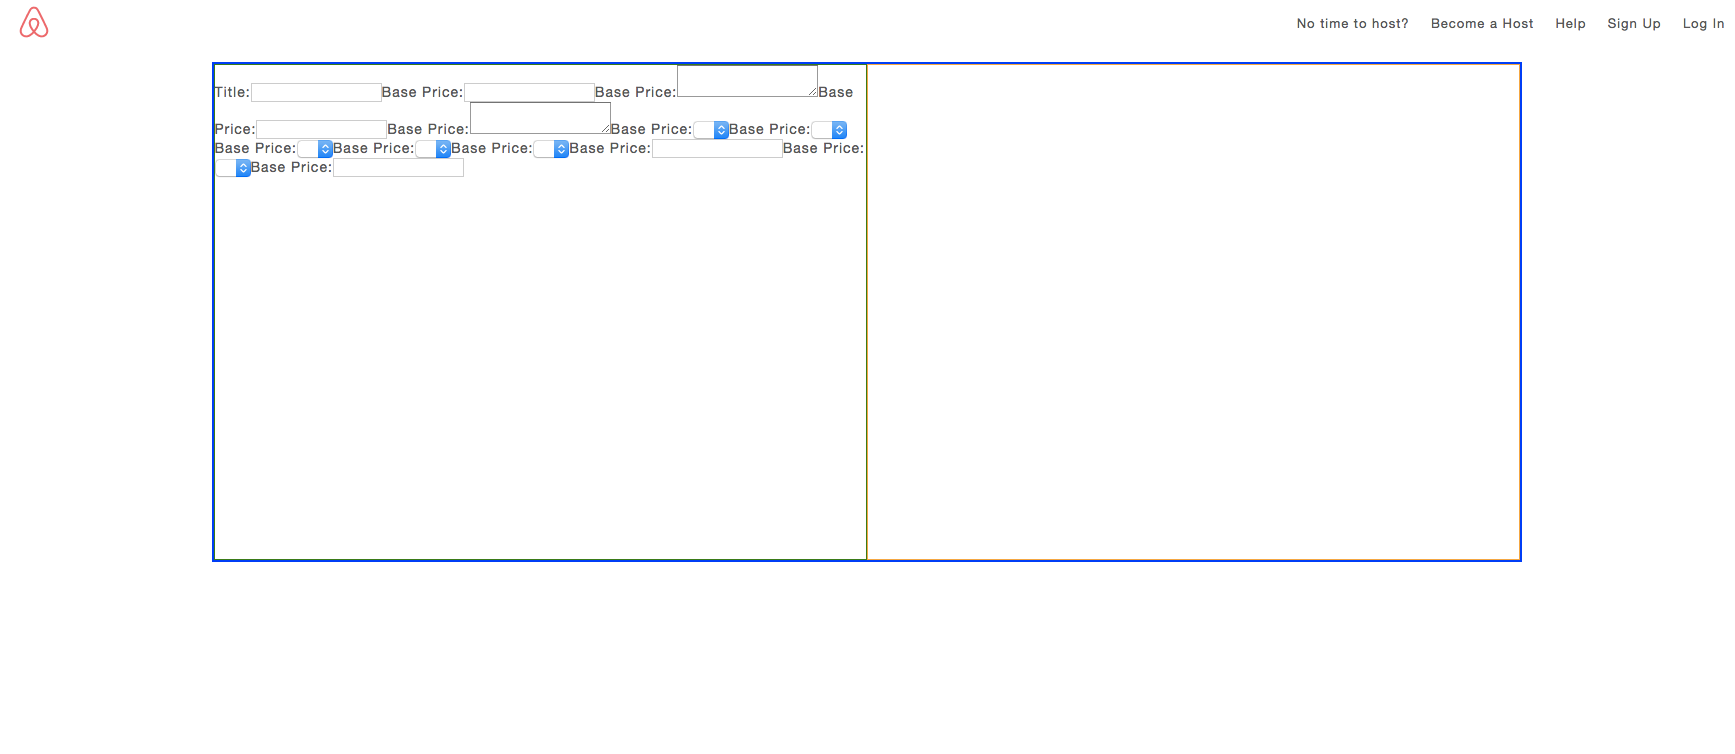 No time to host? Become a Host Help Sign Up Log In
Title: Base Price: Base Price: Base
Price: Base Price: Base Price: Base Price:
Base Price: Base Price: Base Price: Base Price: Base Price:
Base Price: